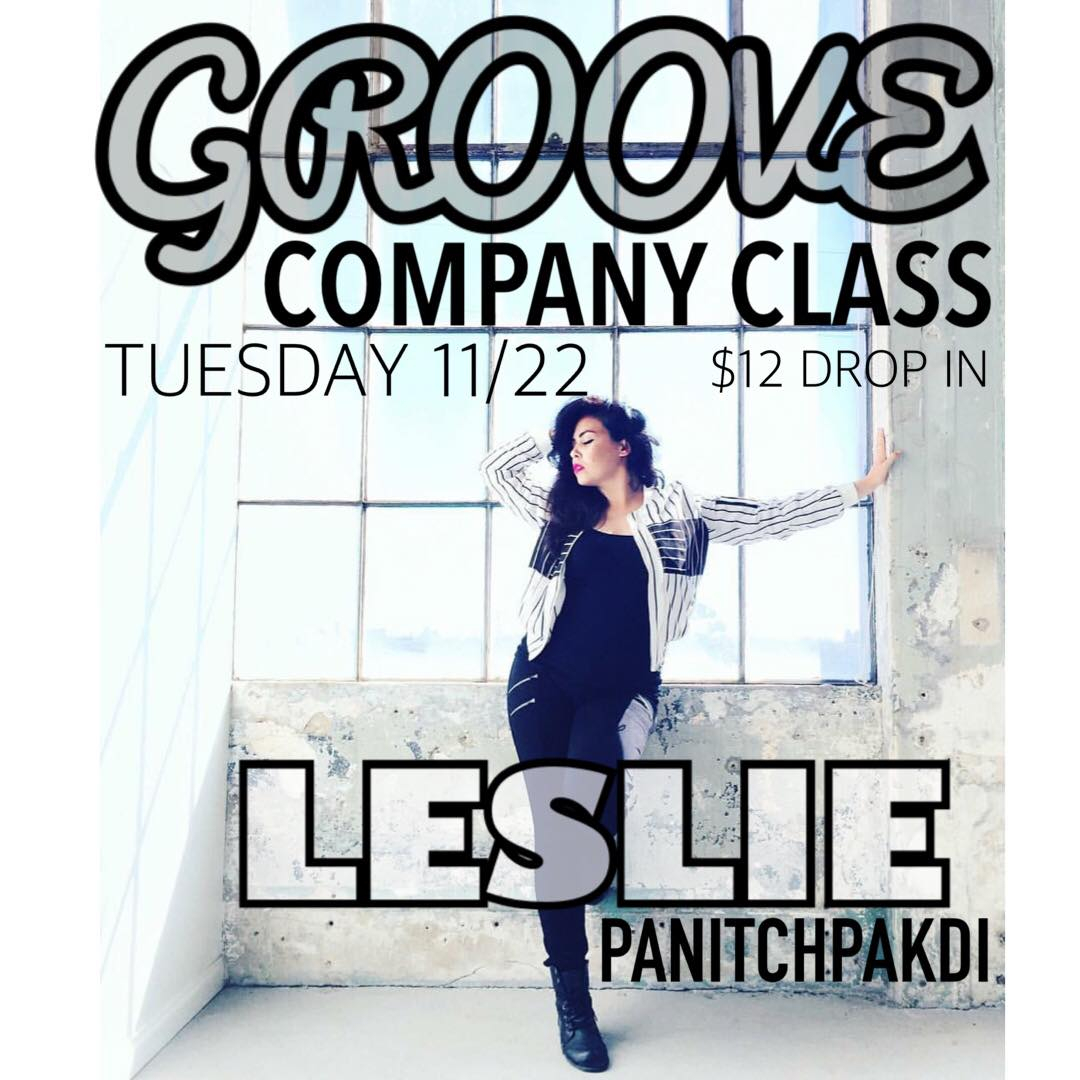 GROOVE
COMPANY CLASS
TUESDAY 11/22 $12 DROP IN
LESLIE
PANITCHPAKDI